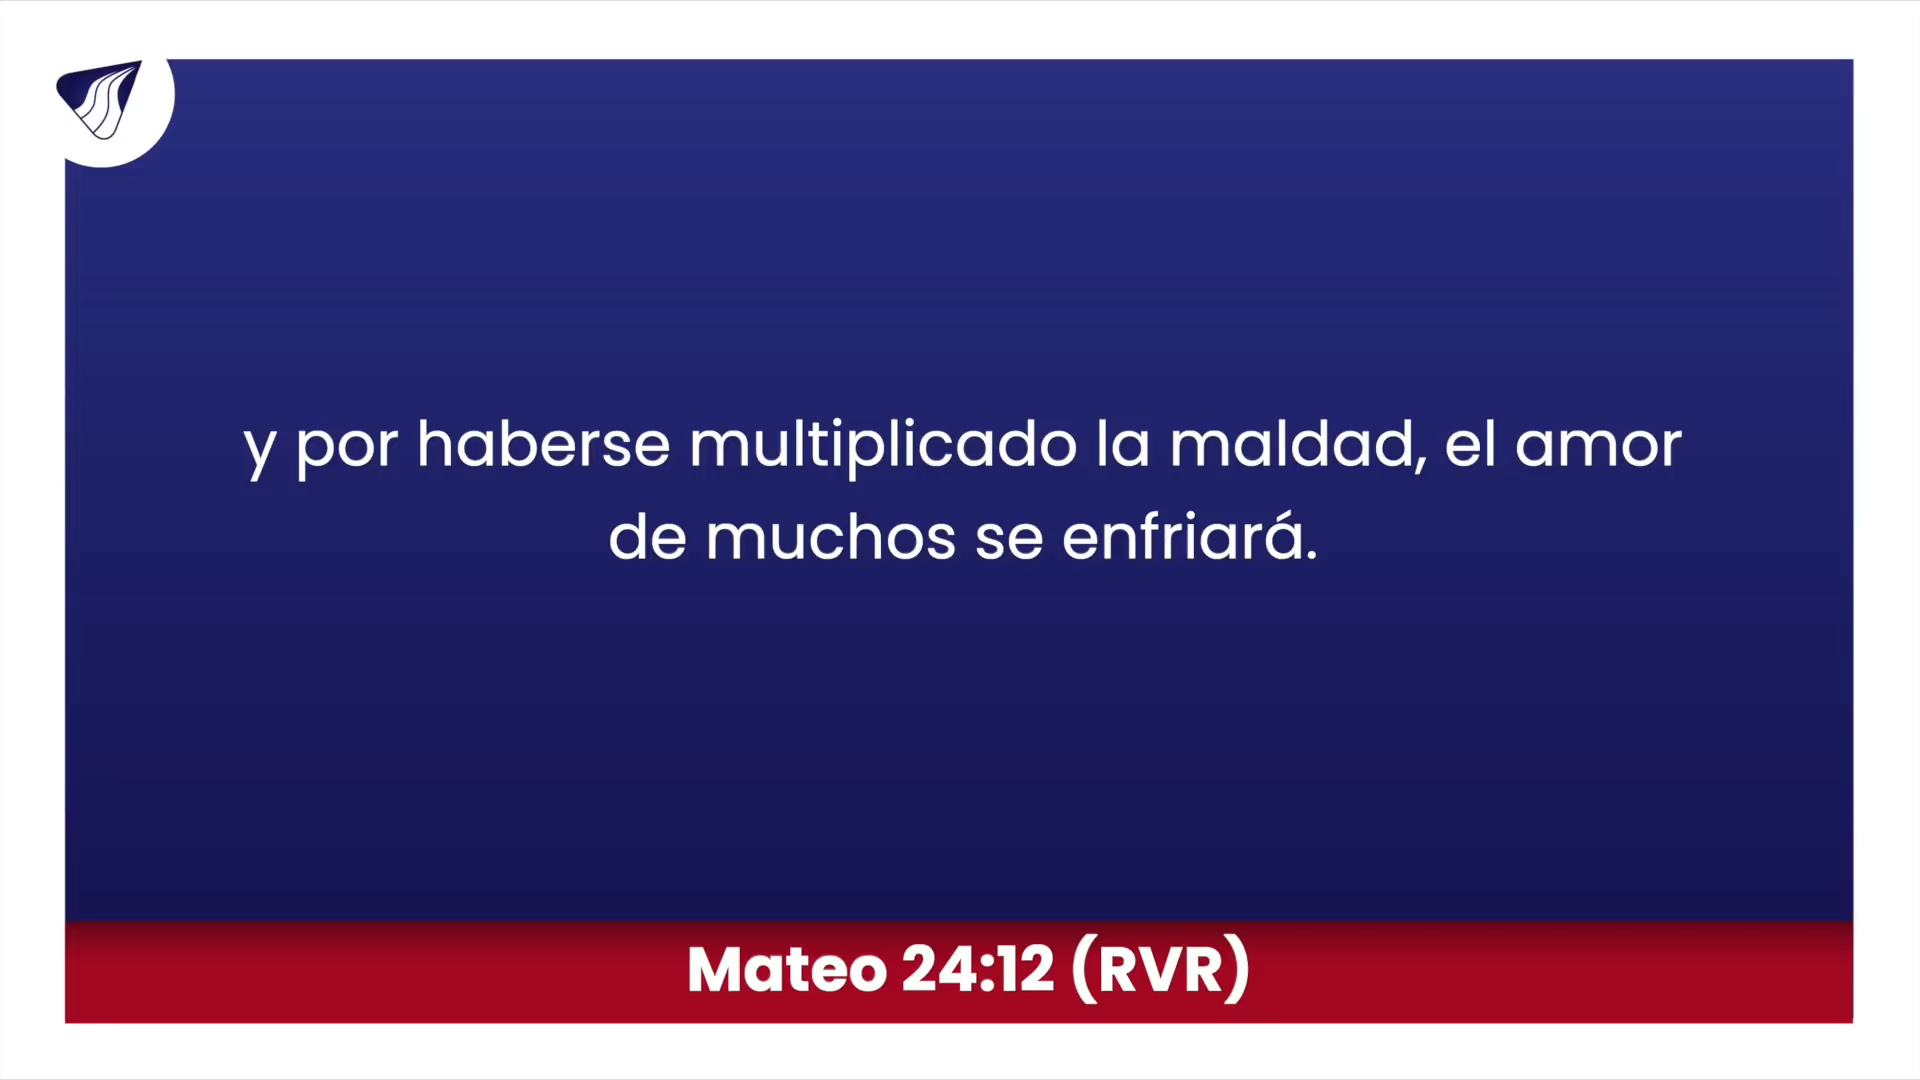 y por haberse multiplicado la maldad, el amor
de muchos se enfriará.
Mateo 24:12 (RVR)